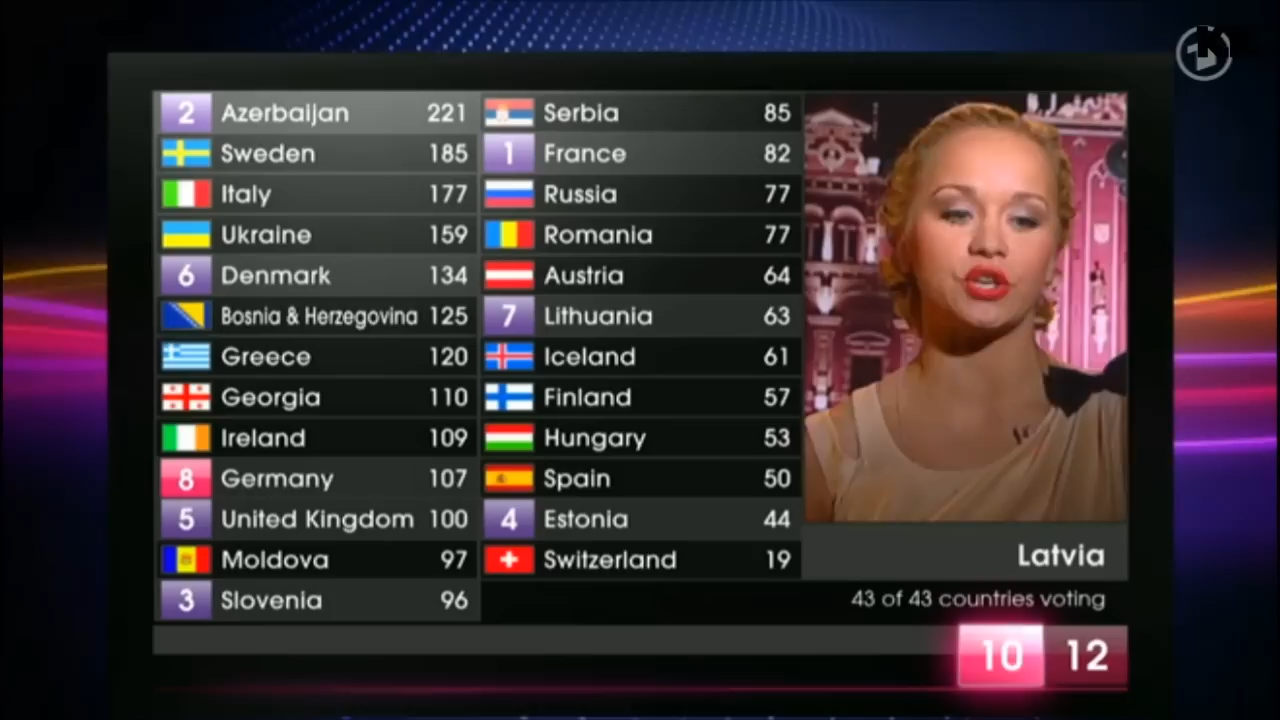 2 Azerbaijan 221
Sweden 185
Italy 177
Ukraine 159
6 Denmark 134
Bosnia & Herzegovina 125
Greece 120
Georgia 110
Ireland 109
8 Germany 107
5 United Kingdom 100
Moldova 97
3 Slovenia 96
Serbia 85
1 France 82
Russia 77
Romania 77
Austria 64
7 Lithuania 63
Iceland 61
Finland 57
Hungary 53
Spain 50
4 Estonia 44
Switzerland 19
Latvia
43 of 43 countries voting
10 12